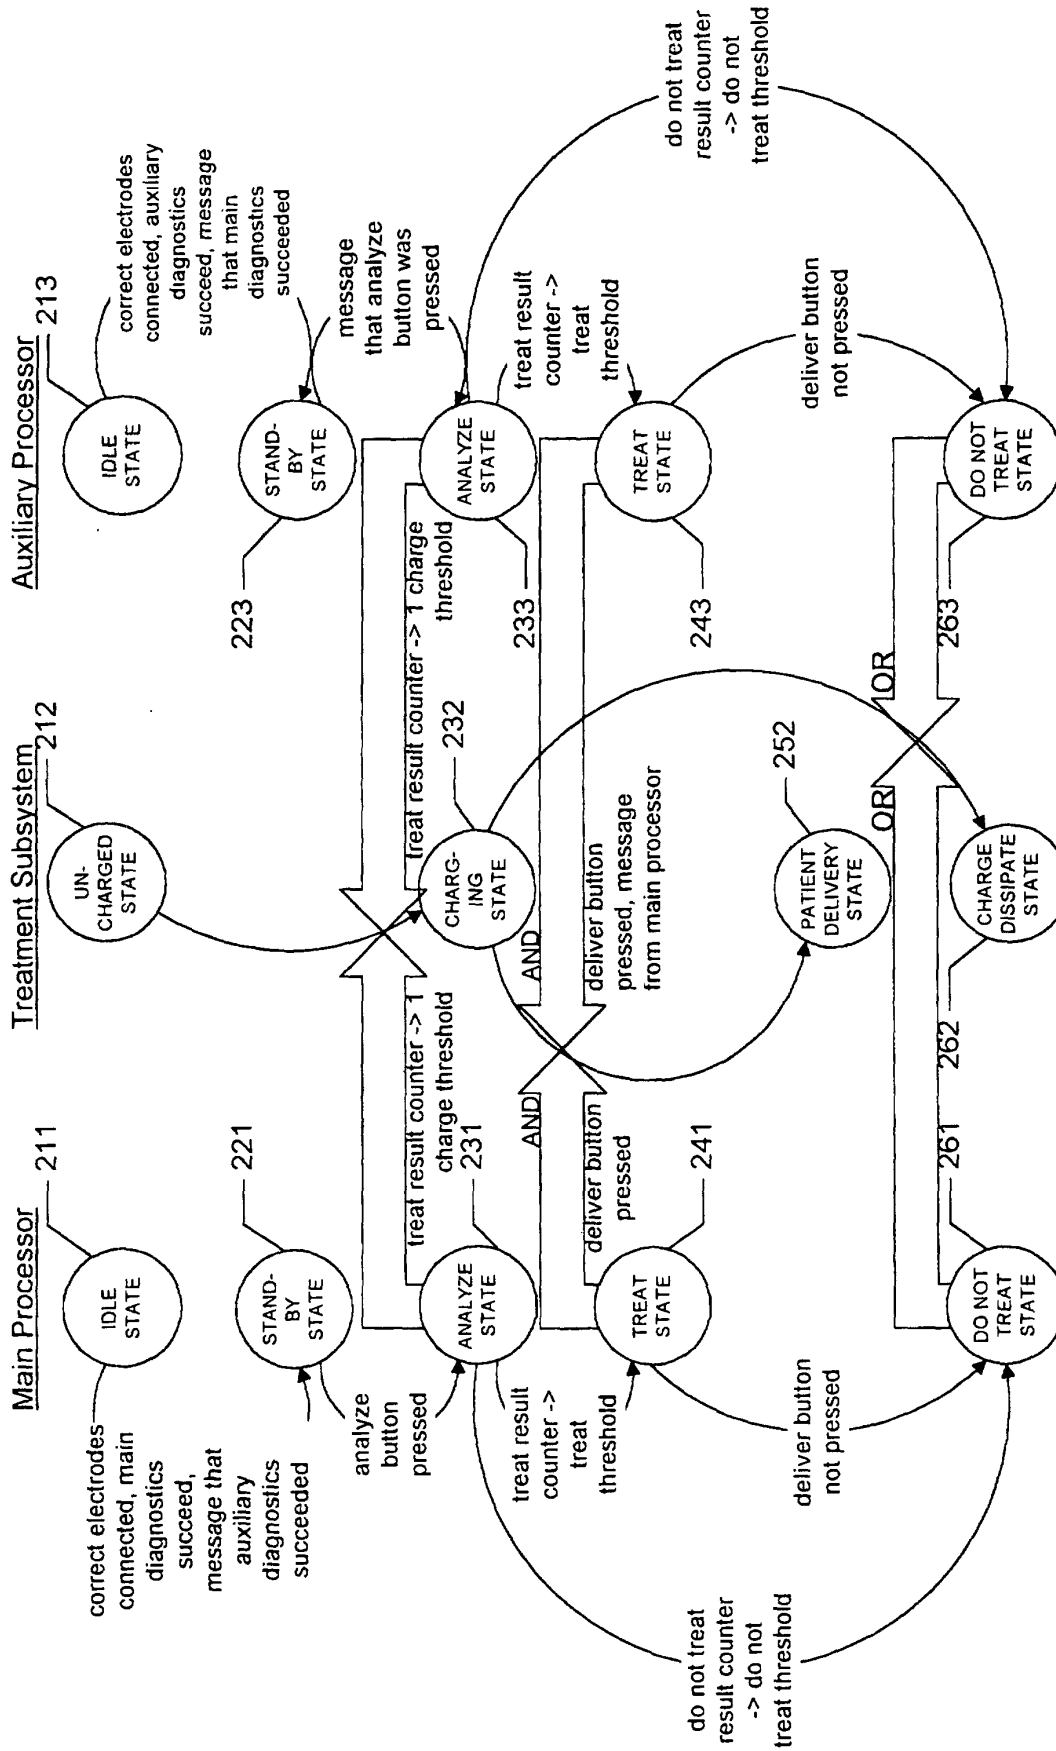 Main Processor
Treatment Subsystem
Auxiliary Processor
211
212
213
IDLE
STATE
UN-
CHARGED
STATE
IDLE
STATE
correct electrodes
connected, main
diagnostics
succeed,
message that
auxiliary
diagnostics
succeeded
correct electrodes
connected, auxiliary
diagnostics
succeed, message
that main
diagnostics
succeeded
221
223
STAND-
BY
STATE
STAND-
BY
STATE
analyze
button
pressed
message
that analyze
button was
pressed
treat result counter -> 1
charge threshold
treat result counter -> 1 charge
threshold
231
232
233
ANALYZE
STATE
CHARG-
ING
STATE
ANALYZE
STATE
treat result
counter ->
treat
threshold
treat result
counter ->
treat
threshold
AND
AND
deliver button
pressed
deliver button
pressed, message
from main processor
241
243
TREAT
STATE
TREAT
STATE
252
PATIENT
DELIVERY
STATE
deliver button
not pressed
deliver button
not pressed
do not treat
result counter
-> do not
treat threshold
do not treat
result counter
-> do not
treat threshold
OR
OR
261
262
263
DO NOT
TREAT
STATE
CHARGE
DISSIPATE
STATE
DO NOT
TREAT
STATE